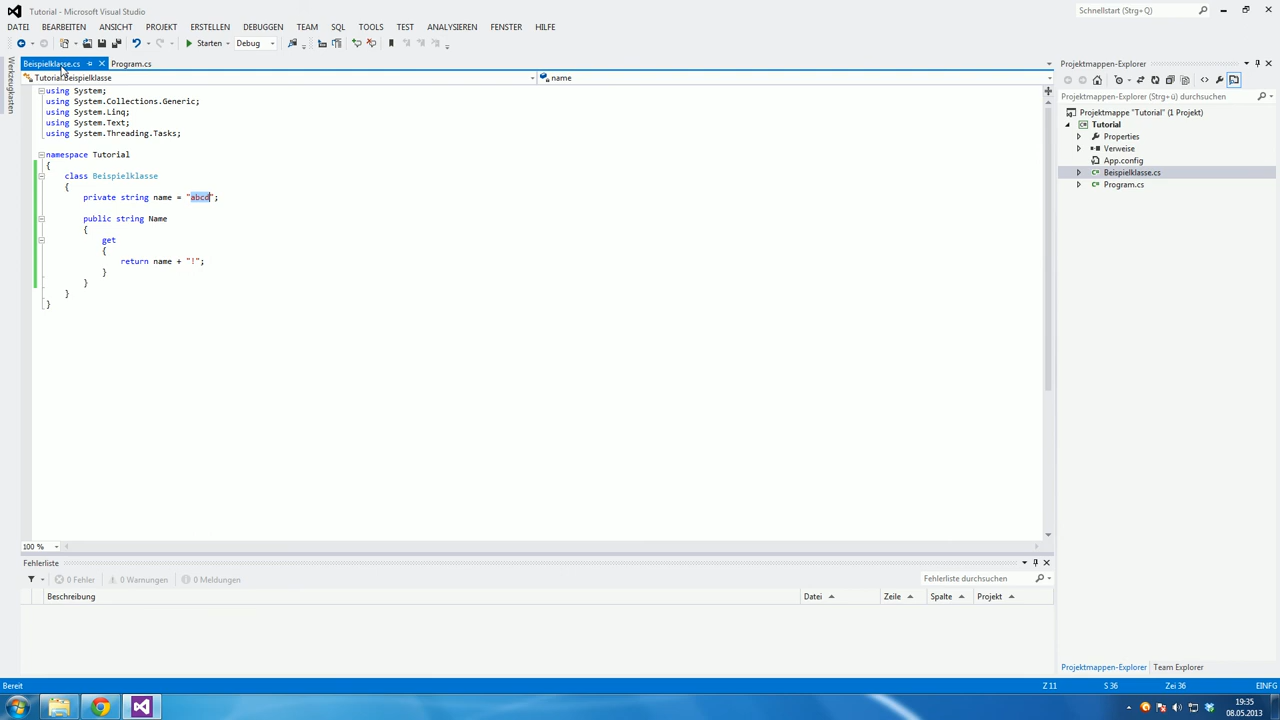 Tutorial - Microsoft Visual Studio
Schnellstart (Strg+Q)
DATEI BEARBEITEN ANSICHT PROJEKT ERSTELLEN DEBUGGEN TEAM SQL TOOLS TEST ANALYSIEREN FENSTER HILFE
Starten Debug
Werkzeugkasten
Beispielklasse.cs Program.cs
Tutorial.Beispielklasse name
using System;
using System.Collections.Generic;
using System.Linq;
using System.Text;
using System.Threading.Tasks;
namespace Tutorial
{
class Beispielklasse
{
private string name = "abcd";
public string Name
{
get
{
return name + "!";
}
}
}
}
100 %
Fehlerliste
0 Fehler 0 Warnungen 0 Meldungen
Fehlerliste durchsuchen
Beschreibung Datei Zeile Spalte Projekt
Projektmappen-Explorer
Projektmappen-Explorer (Strg+ü) durchsuchen
Projektmappe "Tutorial" (1 Projekt)
Tutorial
Properties
Verweise
App.config
Beispielklasse.cs
Program.cs
Projektmappen-Explorer Team Explorer
Bereit Z 11 S 36 Zei 36 EINFG
19:35
08.05.2013